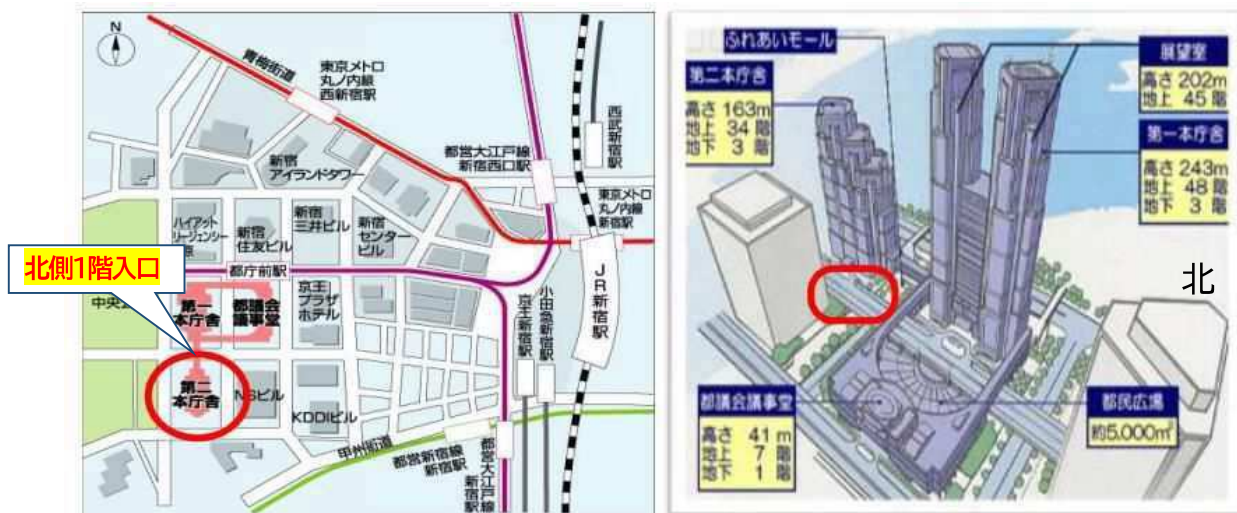 N
青梅街道
東京メトロ
丸ノ内線
西新宿駅
西武新宿駅
都営大江戸線
新宿西口駅
新宿
アイランドタワー
東京メトロ
丸ノ内線
新宿駅
ハイアット
リージェンシー
京
新宿
住友ビル
新宿
三井ビル
新宿
センター
ビル
JR新宿駅
北側1階入口
都庁前駅
中央公
第一
本庁舎
都議会
議事堂
京王
プラザ
ホテル
京王新宿駅
小田急新宿駅
第二
本庁舎
NSビル
KDDIビル
甲州街道
都営新宿線
新宿駅
都営大江戸線
新宿駅
ふれあいモール
第二本庁舎
高さ 163m
地上 34 階
地下 3 階
展望室
高さ 202m
地上 45 階
第一本庁舎
高さ 243m
地上 48 階
地下 3 階
北
都議会議事堂
高さ 41 m
地上 7 階
地下 1 階
都民広場
約5,000㎡